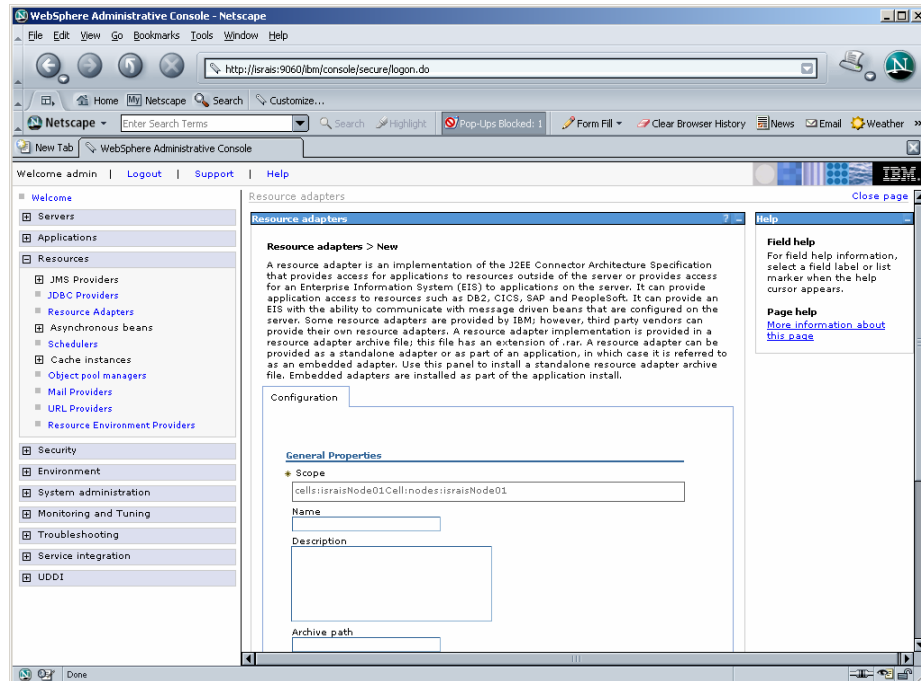 WebSphere Administrative Console - Netscape
File Edit View Go Bookmarks Tools Window Help
http://israis:9060/ibm/console/secure/logon.do
Home My Netscape Search Customize...
Netscape Enter Search Terms Search Highlight Pop-Ups Blocked: 1 Form Fill Clear Browser History News Email Weather »
New Tab WebSphere Administrative Console
Welcome admin | Logout | Support | Help IBM.
Welcome
Servers
Applications
Resources
JMS Providers
JDBC Providers
Resource Adapters
Asynchronous beans
Schedulers
Cache instances
Object pool managers
Mail Providers
URL Providers
Resource Environment Providers
Security
Environment
System administration
Monitoring and Tuning
Troubleshooting
Service integration
UDDI
Resource adapters Close page
Resource adapters ? -
Resource adapters > New
A resource adapter is an implementation of the J2EE Connector Architecture Specification
that provides access for applications to resources outside of the server or provides access
for an Enterprise Information System (EIS) to applications on the server. It can provide
application access to resources such as DB2, CICS, SAP and PeopleSoft. It can provide an
EIS with the ability to communicate with message driven beans that are configured on the
server. Some resource adapters are provided by IBM; however, third party vendors can
provide their own resource adapters. A resource adapter implementation is provided in a
resource adapter archive file; this file has an extension of .rar. A resource adapter can be
provided as a standalone adapter or as part of an application, in which case it is referred to
as an embedded adapter. Use this panel to install a standalone resource adapter archive
file. Embedded adapters are installed as part of the application install.
Configuration
General Properties
Scope
cells:israisNode01Cell:nodes:israisNode01
Name
Description
Archive path
Help
Field help
For field help information,
select a field label or list
marker when the help
cursor appears.
Page help
More information about
this page
Done